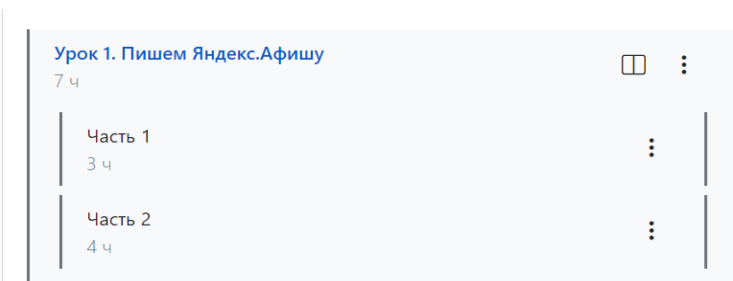 Урок 1. Пишем Яндекс.Афишу
7 ч
Часть 1
3 ч
Часть 2
4 ч